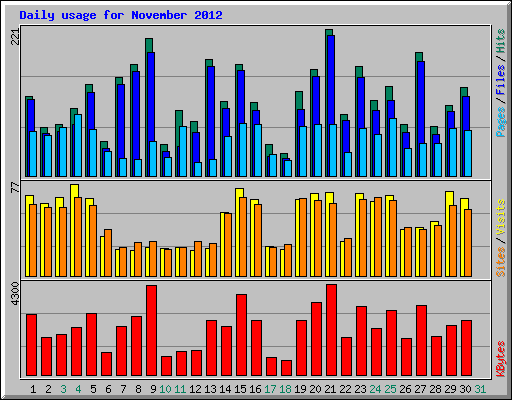 Daily usage for November 2012
221
Pages / Files / Hits
77
Sites / Visits
4300
KBytes
1 2 3 4 5 6 7 8 9 10 11 12 13 14 15 16 17 18 19 20 21 22 23 24 25 26 27 28 29 30 31